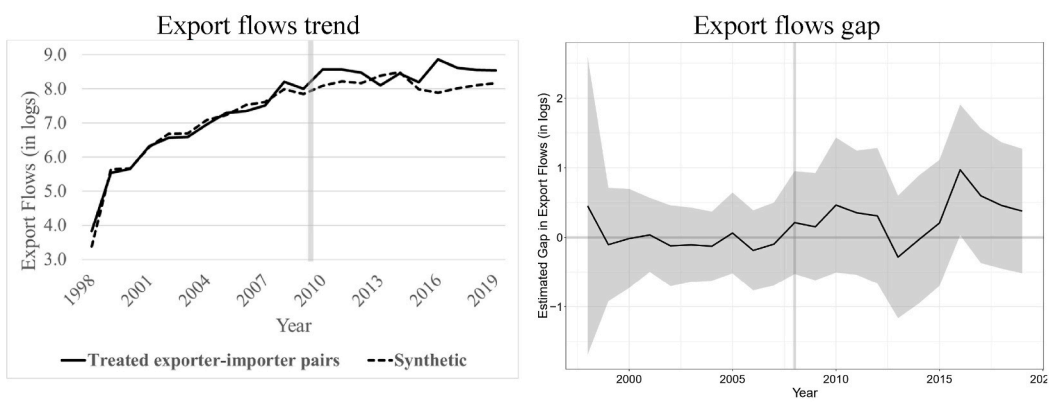 Export flows trend
Export Flows (in logs)
9.0
8.0
7.0
6.0
5.0
4.0
3.0
1998
2001
2004
2007
2010
2013
2016
2019
Year
Treated exporter-importer pairs
Synthetic
Export flows gap
Estimated Gap in Export Flows (in logs)
2
1
0
−1
2000
2005
2010
2015
Year